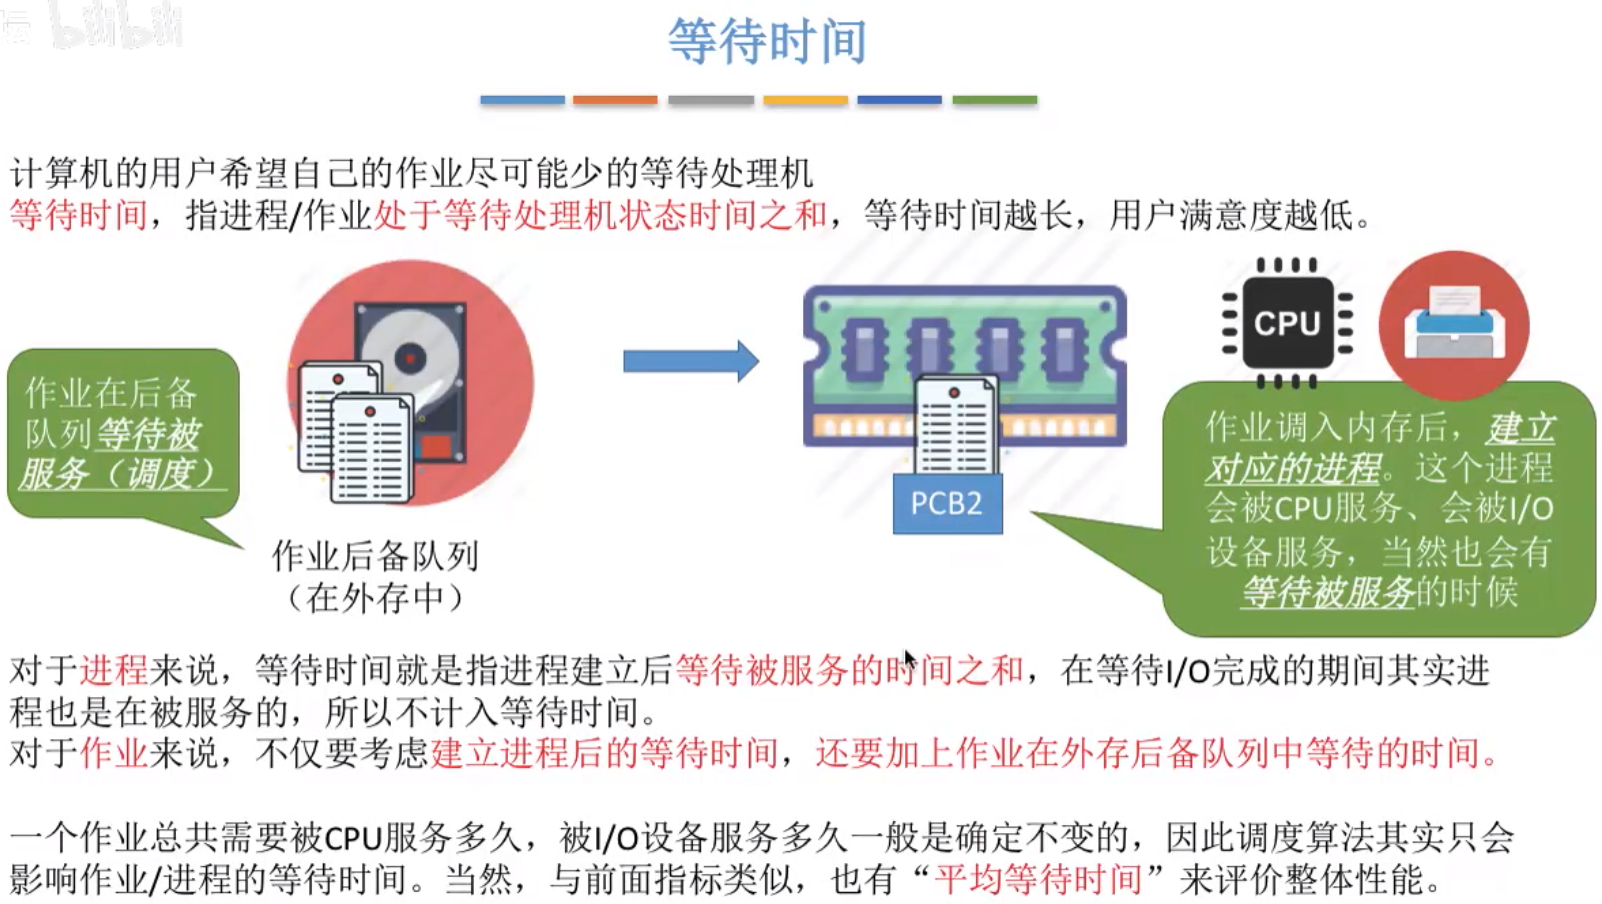 坛 bilibili
等待时间
计算机的用户希望自己的作业尽可能少的等待处理机
等待时间，指进程/作业处于等待处理机状态时间之和，等待时间越长，用户满意度越低。
CPU
作业在后备
队列等待被
服务（调度）
作业调入内存后，建立
对应的进程。这个进程
会被CPU服务、会被I/O
设备服务，当然也会有
等待被服务的时候
PCB2
作业后备队列
（在外存中）
对于进程来说，等待时间就是指进程建立后等待被服务的时间之和，在等待I/O完成的期间其实进
程也是在被服务的，所以不计入等待时间。
对于作业来说，不仅要考虑建立进程后的等待时间，还要加上作业在外存后备队列中等待的时间。
一个作业总共需要被CPU服务多久，被I/O设备服务多久一般是确定不变的，因此调度算法其实只会
影响作业/进程的等待时间。当然，与前面指标类似，也有“平均等待时间”来评价整体性能。